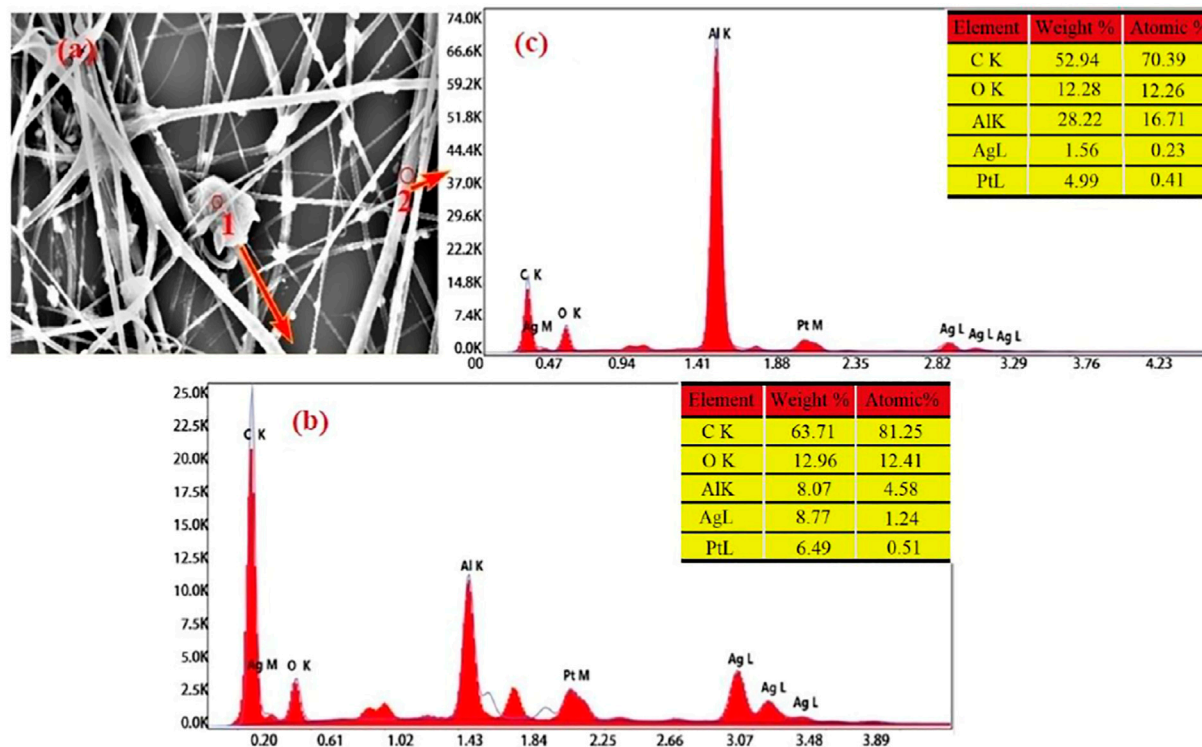 (a)
1
2
(c)
74.0K
66.6K
59.2K
51.8K
44.4K
37.0K
29.6K
22.2K
14.8K
7.4K
0.0K
Al K
C K
Ag M
O K
Pt M
Ag L
Ag L
Ag L
00 0.47 0.94 1.41 1.88 2.35 2.82 3.29 3.76 4.23
Element Weight % Atomic %
C K 52.94 70.39
O K 12.28 12.26
AlK 28.22 16.71
AgL 1.56 0.23
PtL 4.99 0.41
(b)
25.0K
22.5K
20.0K
17.5K
15.0K
12.5K
10.0K
7.5K
5.0K
2.5K
0.0K
C K
Ag M
O K
Al K
Pt M
Ag L
Ag L
Ag L
0.20 0.61 1.02 1.43 1.84 2.25 2.66 3.07 3.48 3.89
Element Weight % Atomic%
C K 63.71 81.25
O K 12.96 12.41
AlK 8.07 4.58
AgL 8.77 1.24
PtL 6.49 0.51